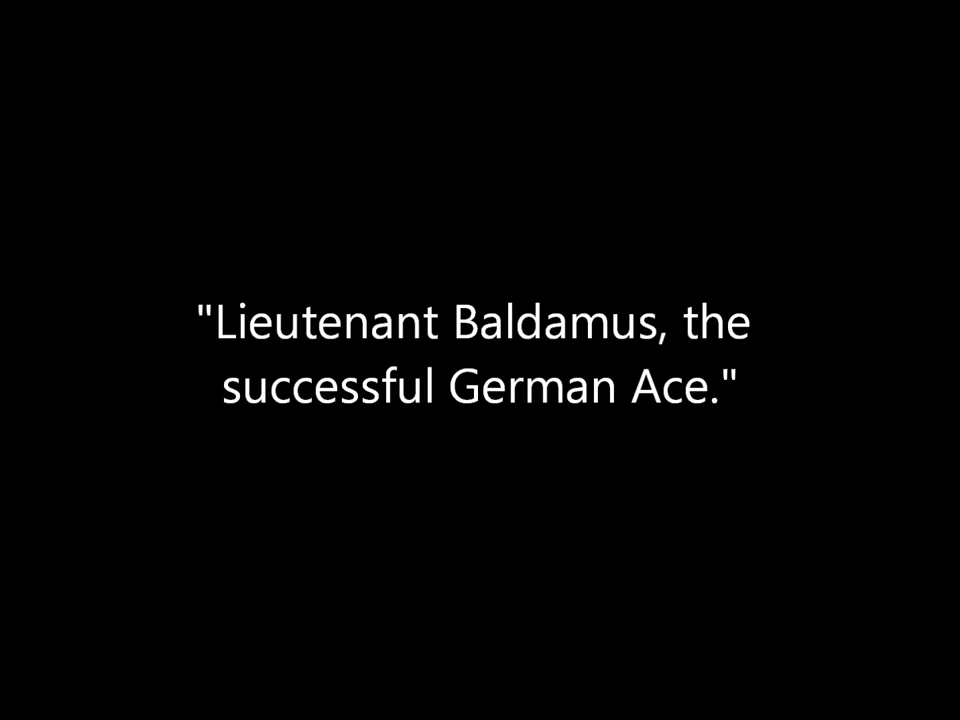 "Lieutenant Baldamus, the
successful German Ace."